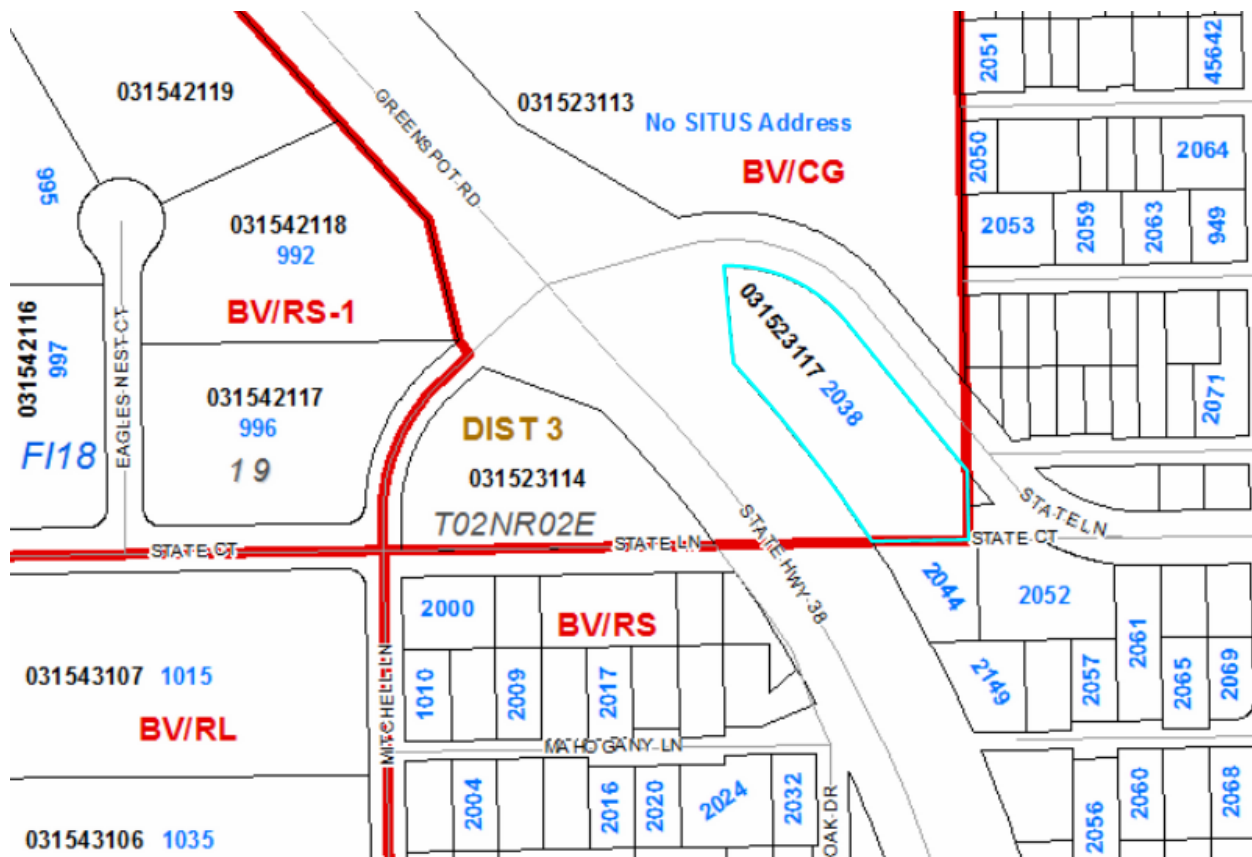 2051
45642
031542119
GREENSPOT RD
031523113
No SITUS Address
BV/CG
2050
2064
995
031542118
992
2053
2059
2063
949
BV/RS-1
031542116
997
EAGLES NEST CT
031542117
996
FI18
19
DIST 3
031523114
T02NR02E
031523117 2038
2071
STATE CT
STATE LN
STATE HWY 38
STATE LN
STATE CT
2044
2052
2061
2000
BV/RS
2149
2057
2065
2069
031543107 1015
BV/RL
MITCHELL LN
1010
2009
2017
MAHOGANY LN
2004
2016
2020
2024
2032
OAK DR
2056
2060
2068
031543106 1035